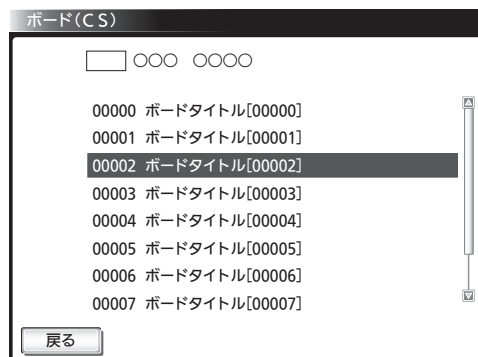 ボード(CS)
○○○ ○○○○
00000 ボードタイトル[00000]
00001 ボードタイトル[00001]
00002 ボードタイトル[00002]
00003 ボードタイトル[00003]
00004 ボードタイトル[00004]
00005 ボードタイトル[00005]
00006 ボードタイトル[00006]
00007 ボードタイトル[00007]
戻る